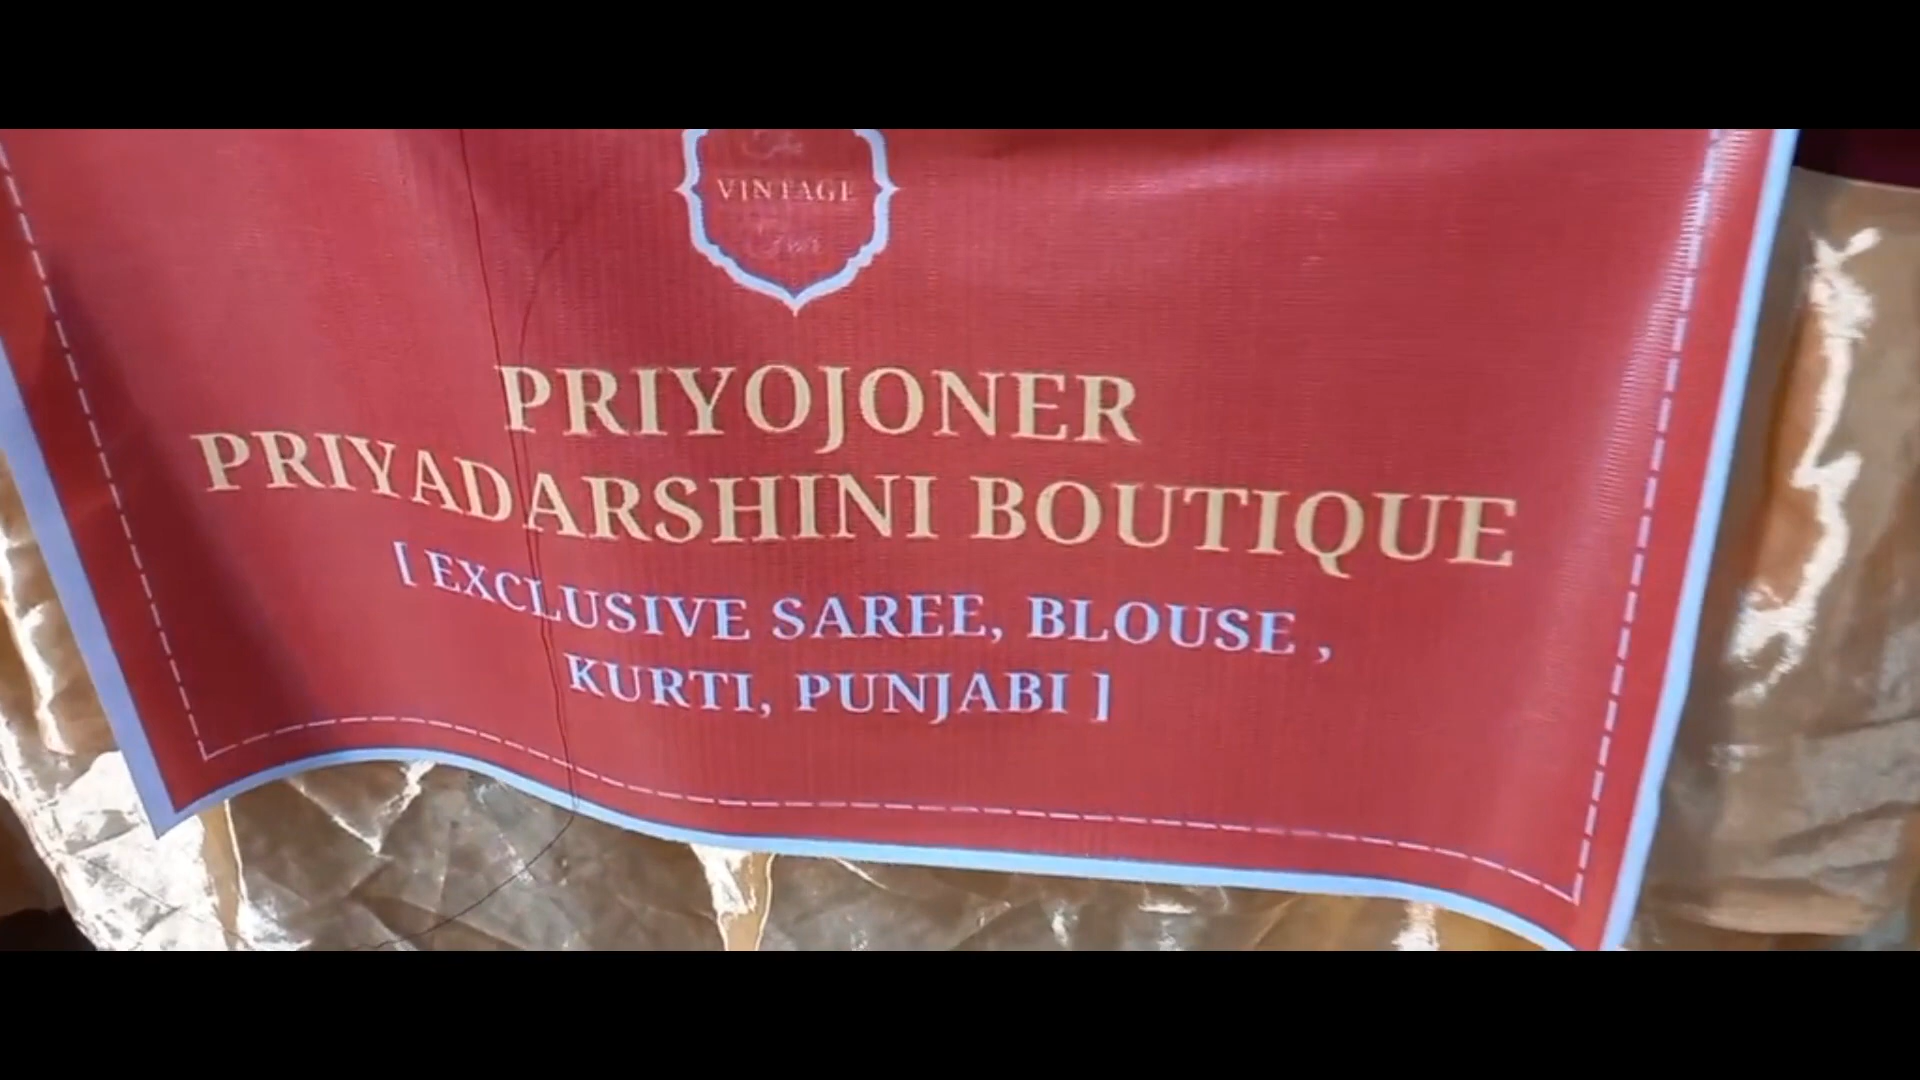 VINTAGE
PRIYOJONER
PRIYADARSHINI BOUTIQUE
[ EXCLUSIVE SAREE, BLOUSE ,
KURTI, PUNJABI ]